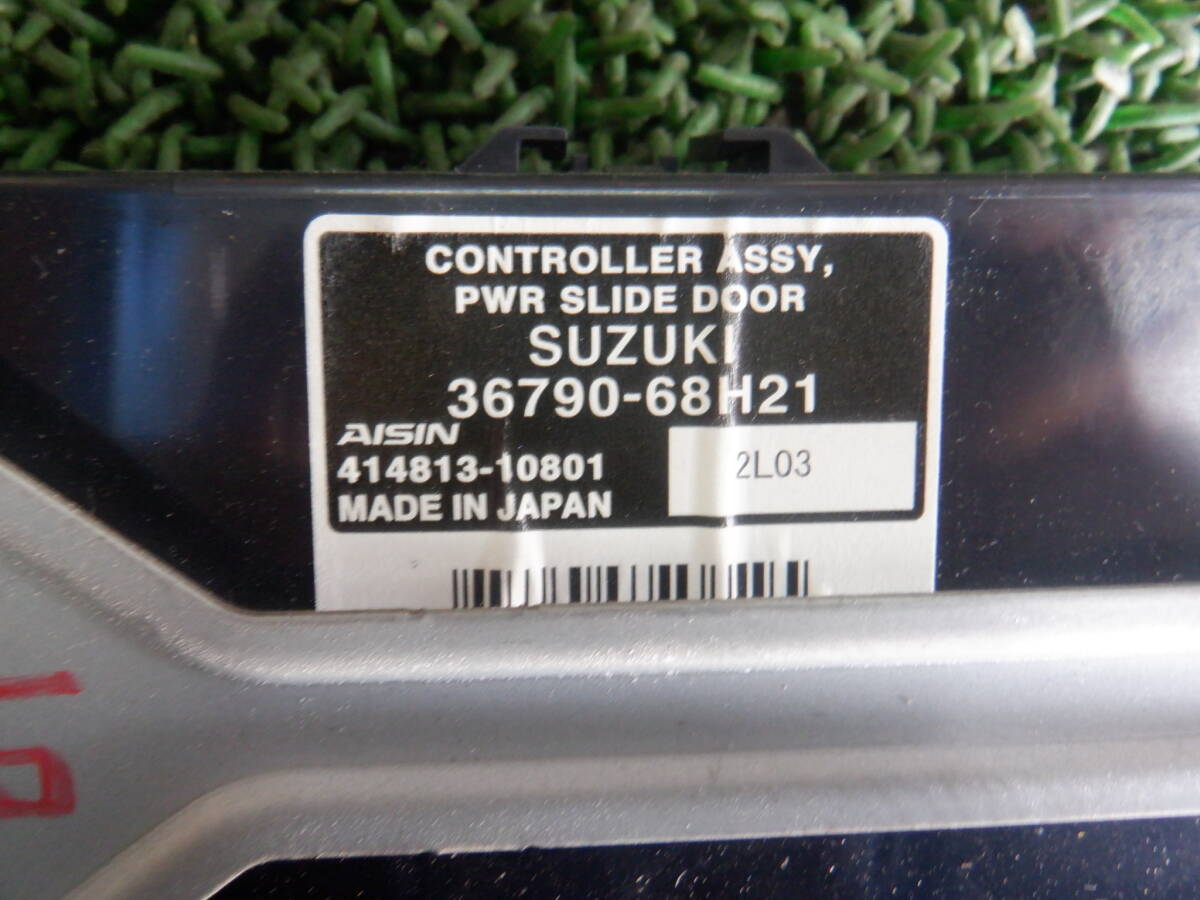 CONTROLLER ASSY,
PWR SLIDE DOOR
SUZUKI
36790-68H21
AISIN
414813-10801
MADE IN JAPAN
2L03